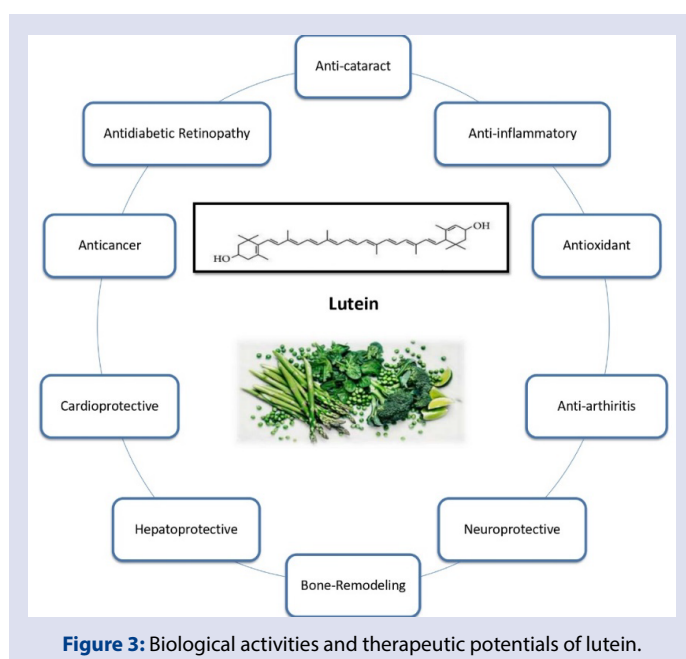 Anti-cataract
Antidiabetic Retinopathy
Anti-inflammatory
Anticancer
OH
HO
Antioxidant
Lutein
Cardioprotective
Anti-arthiritis
Hepatoprotective
Neuroprotective
Bone-Remodeling
Figure 3: Biological activities and therapeutic potentials of lutein.